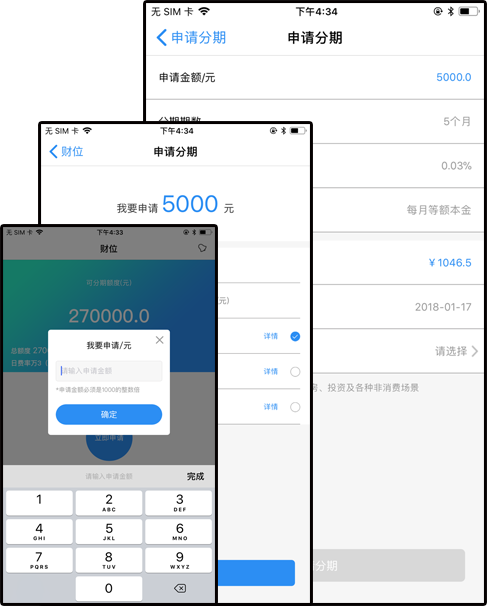 无 SIM 卡
下午4:34
申请分期
申请分期
申请金额/元
5000.0
分期期数
5个月
0.03%
每月等额本金
¥1046.5
2018-01-17
请选择
投资及各种非消费场景
分期
无 SIM 卡
下午4:34
财位
申请分期
我要申请 5000 元
元)
详情
详情
详情
无 SIM 卡
下午4:33
财位
可分期额度(元)
270000.0
总额度 270
日费率万3
我要申请/元
请输入申请金额
*申请金额必须是1000的整数倍
确定
立即申请
请输入申请金额
完成
1
2
ABC
3
DEF
4
GHI
5
JKL
6
MNO
7
PQRS
8
TUV
9
WXYZ
0